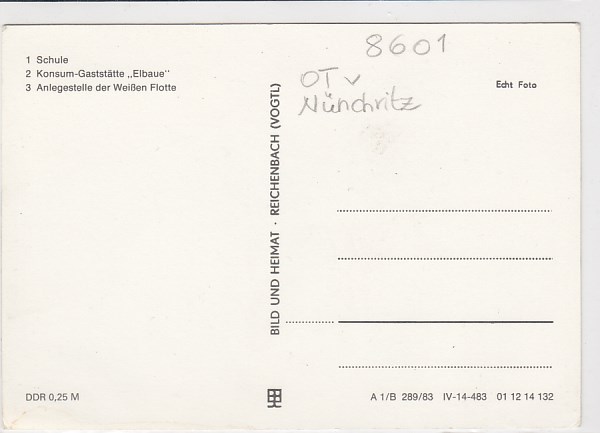 1 Schule
2 Konsum-Gaststätte „Elbaue"
3 Anlegestelle der Weißen Flotte
8601
OT v
Nünchritz
Echt Foto
BILD UND HEIMAT · REICHENBACH (VOGTL)
DDR 0,25 M
A 1/B 289/83 IV-14-483 01 12 14 132